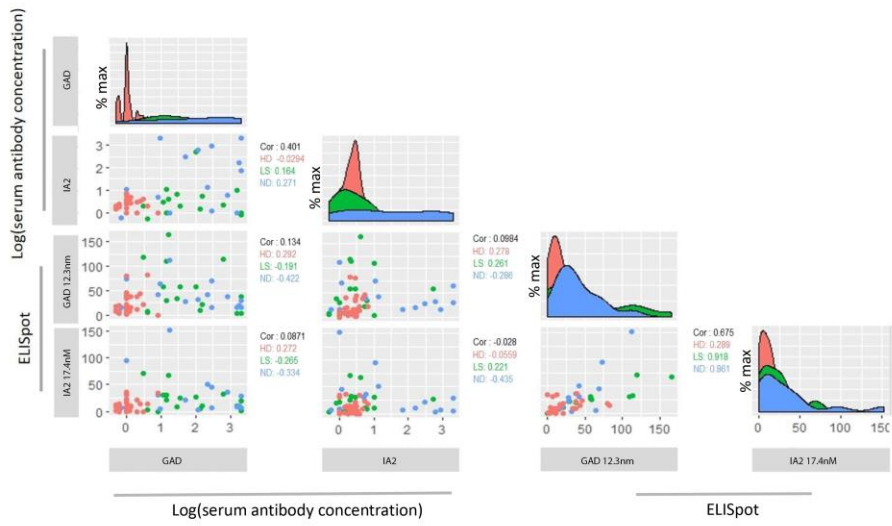 Log(serum antibody concentration)
ELISpot
GAD
IA2
GAD 12.3nm
IA2 17.4nM
% max
3
2
1
0
Cor : 0.401
HD: -0.0294
LS: 0.164
ND: 0.271
% max
150
100
50
0
Cor : 0.134
HD: 0.292
LS: -0.191
ND: -0.422
Cor : 0.0984
HD: 0.278
LS: 0.261
ND: -0.286
% max
150
100
50
0
Cor : 0.0871
HD: 0.272
LS: -0.265
ND: -0.334
Cor : -0.028
HD: -0.0559
LS: 0.221
ND: -0.435
Cor : 0.675
HD: 0.289
LS: 0.919
ND: 0.861
% max
0 1 2 3
0 1 2 3
0 50 100 150
0 50 100 150
GAD
IA2
GAD 12.3nm
IA2 17.4nM
Log(serum antibody concentration)
ELISpot